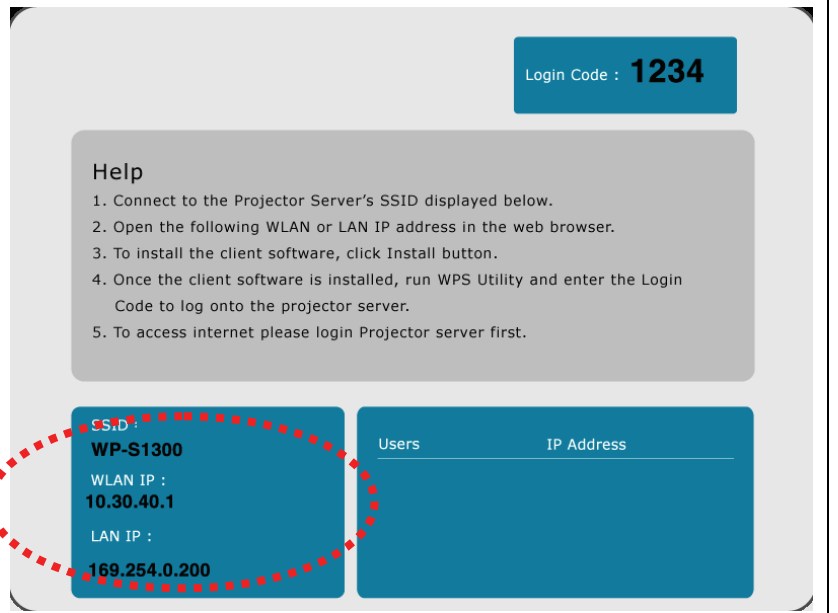 Login Code : 1234
Help
1. Connect to the Projector Server’s SSID displayed below.
2. Open the following WLAN or LAN IP address in the web browser.
3. To install the client software, click Install button.
4. Once the client software is installed, run WPS Utility and enter the Login
Code to log onto the projector server.
5. To access internet please login Projector server first.
SSID :
WP-S1300
WLAN IP :
10.30.40.1
LAN IP :
169.254.0.200
Users IP Address